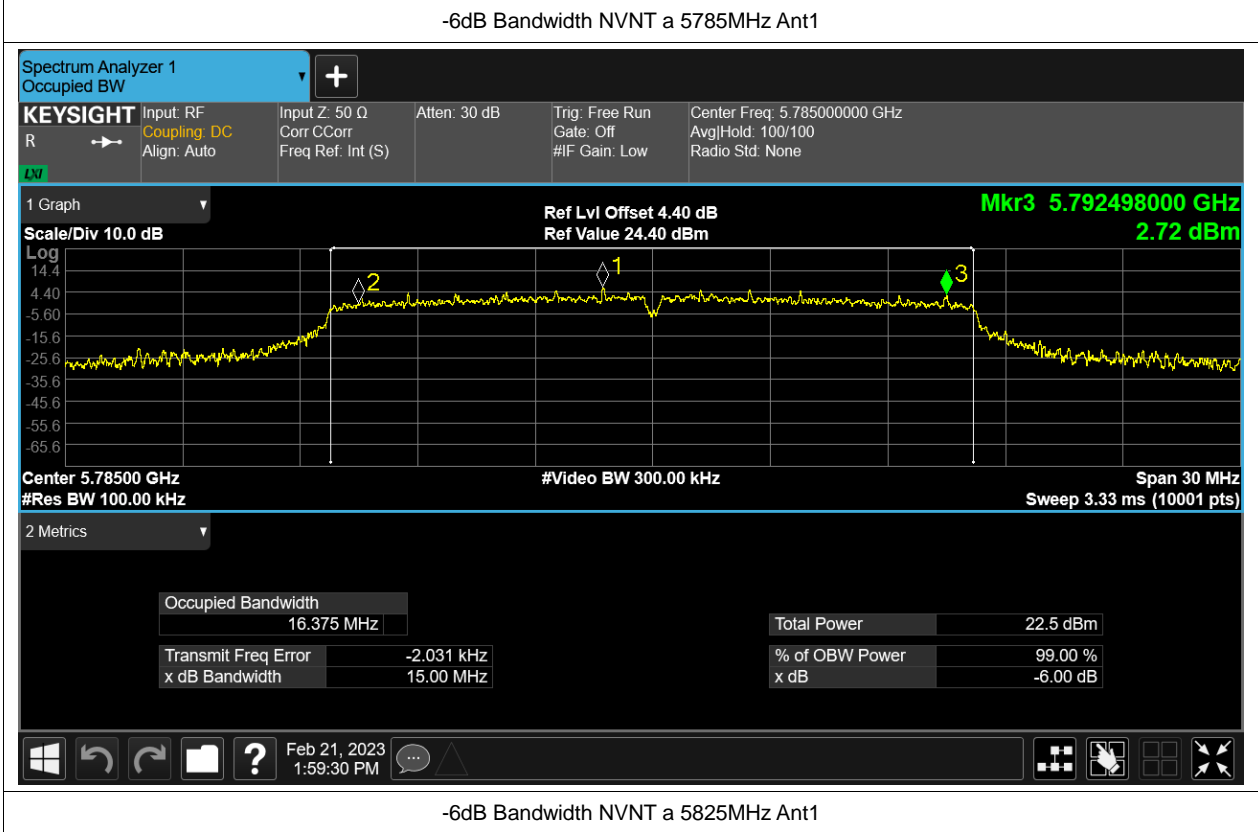 -6dB Bandwidth NVNT a 5785MHz Ant1
Spectrum Analyzer 1
Occupied BW
KEYSIGHT
R
LXI
Input: RF
Coupling: DC
Align: Auto
Input Z: 50 Ω
Corr CCorr
Freq Ref: Int (S)
Atten: 30 dB
Trig: Free Run
Gate: Off
#IF Gain: Low
Center Freq: 5.785000000 GHz
Avg|Hold: 100/100
Radio Std: None
1 Graph
Scale/Div 10.0 dB
Ref Lvl Offset 4.40 dB
Ref Value 24.40 dBm
Mkr3 5.792498000 GHz
2.72 dBm
Log
14.4
4.40
-5.60
-15.6
-25.6
-35.6
-45.6
-55.6
-65.6
2
1
3
Center 5.78500 GHz
#Res BW 100.00 kHz
#Video BW 300.00 kHz
Span 30 MHz
Sweep 3.33 ms (10001 pts)
2 Metrics
Occupied Bandwidth
16.375 MHz
Transmit Freq Error -2.031 kHz
x dB Bandwidth 15.00 MHz
Total Power 22.5 dBm
% of OBW Power 99.00 %
x dB -6.00 dB
?
Feb 21, 2023
1:59:30 PM
-6dB Bandwidth NVNT a 5825MHz Ant1